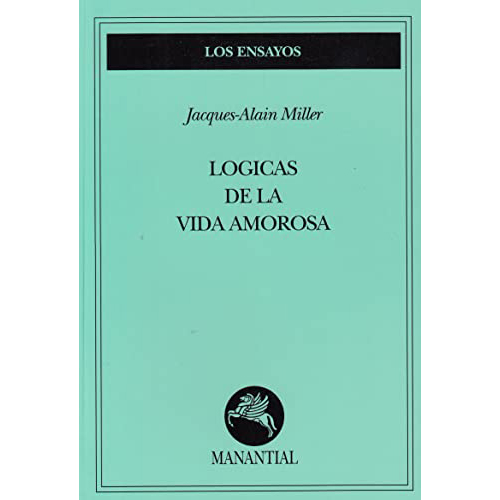 LOS ENSAYOS
Jacques-Alain Miller
LOGICAS
DE LA
VIDA AMOROSA
MANANTIAL